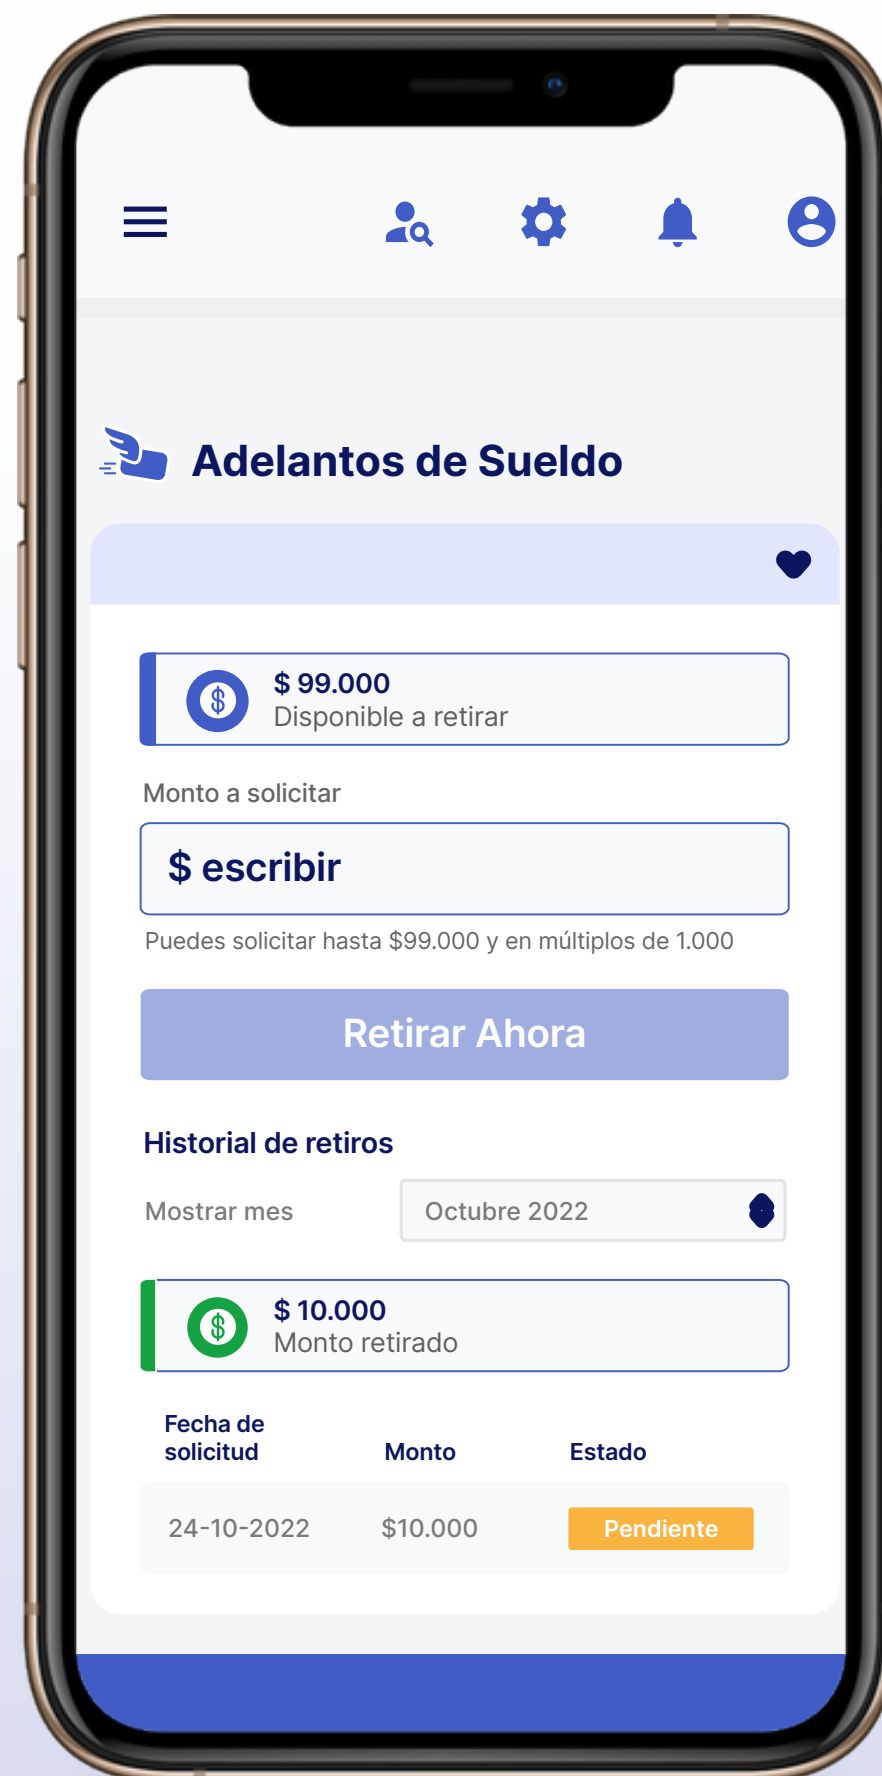 Adelantos de Sueldo
$ 99.000
Disponible a retirar
Monto a solicitar
$ escribir
Puedes solicitar hasta $99.000 y en múltiplos de 1.000
Retirar Ahora
Historial de retiros
Mostrar mes Octubre 2022
$ 10.000
Monto retirado
Fecha de
solicitud Monto Estado
24-10-2022 $10.000 Pendiente